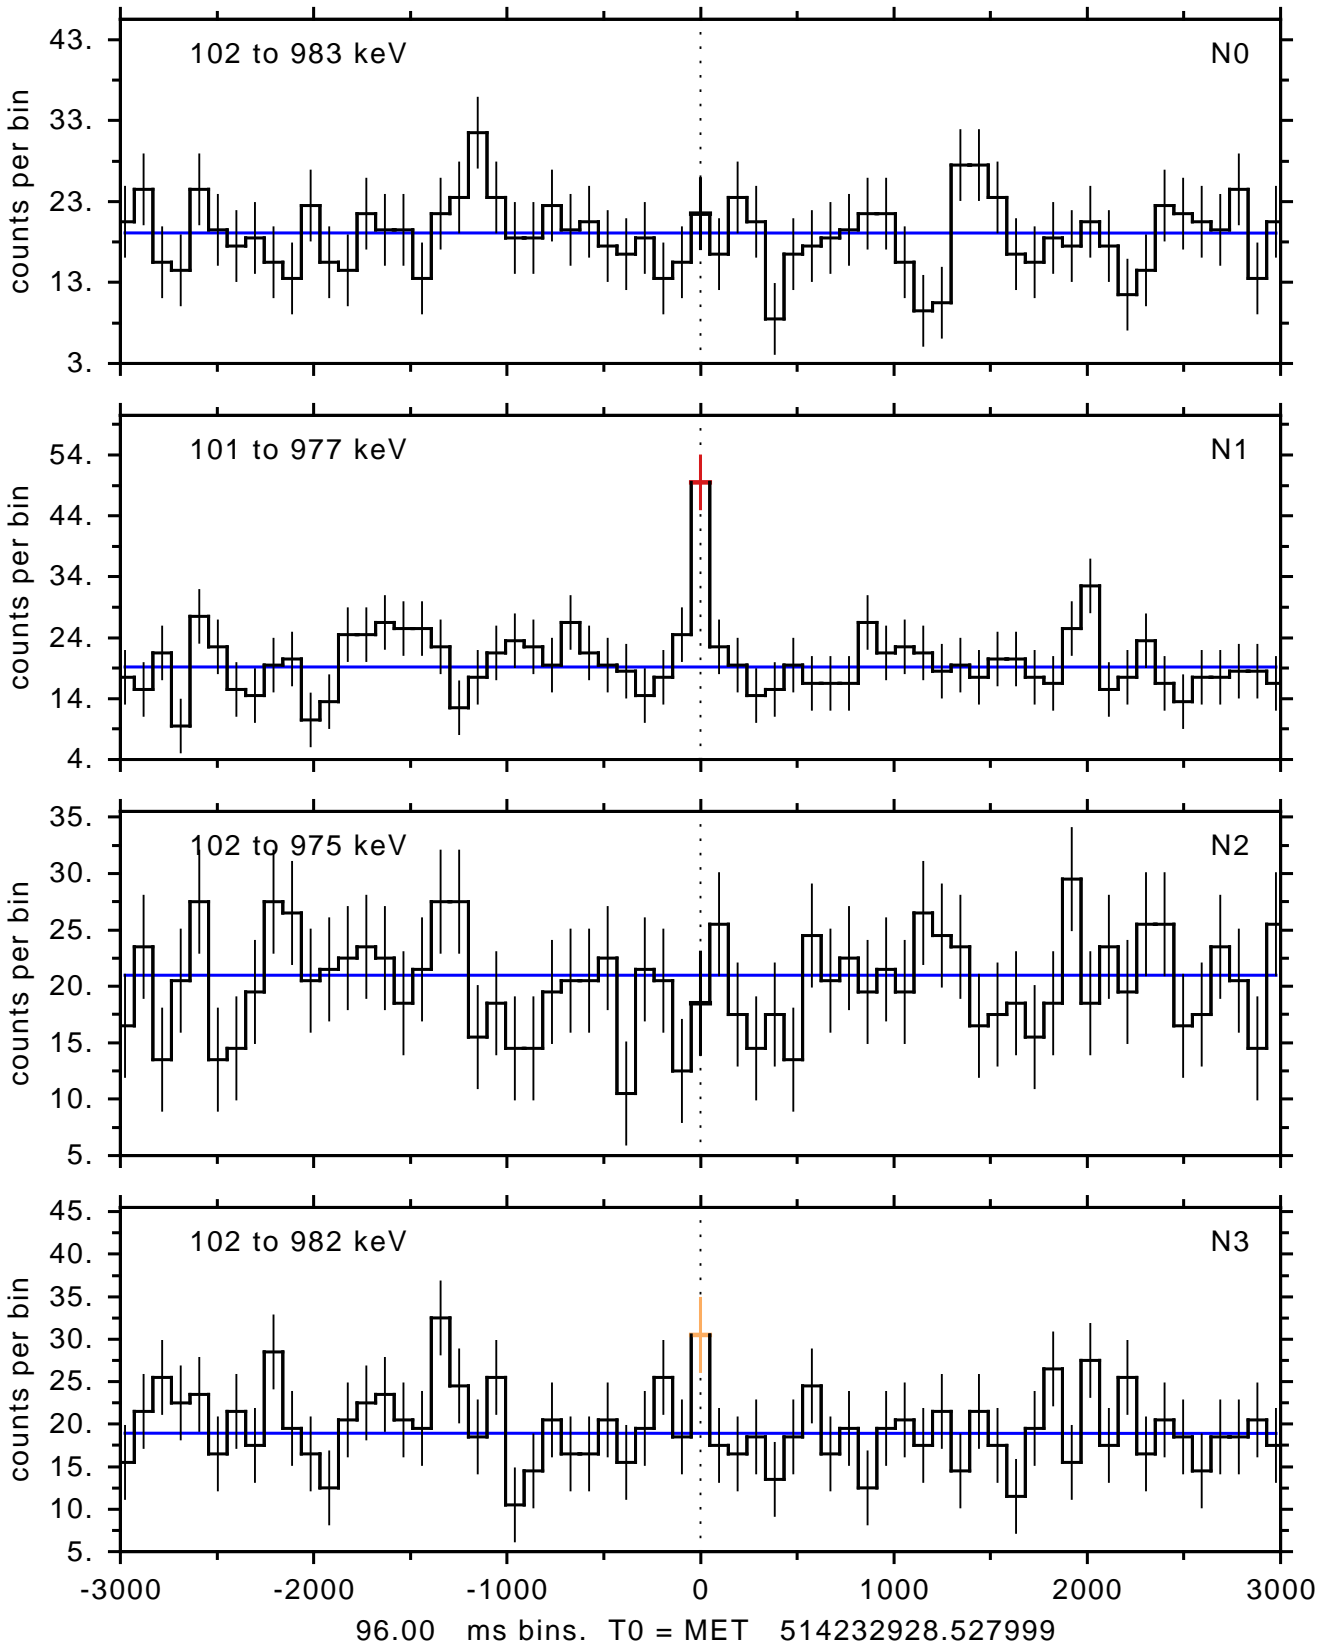 102 to 983 keV N0
43.
33.
23.
13.
3.
counts per bin
101 to 977 keV N1
54.
44.
34.
24.
14.
4.
counts per bin
102 to 975 keV N2
35.
30.
25.
20.
15.
10.
5.
counts per bin
102 to 982 keV N3
45.
40.
35.
30.
25.
20.
15.
10.
5.
counts per bin
-3000 -2000 -1000 0 1000 2000 3000
96.00 ms bins. T0 = MET 514232928.527999